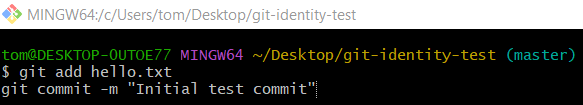 MINGW64:/c/Users/tom/Desktop/git-identity-test
tom@DESKTOP-OUTOE77 MINGW64 ~/Desktop/git-identity-test (master)
$ git add hello.txt
git commit -m "Initial test commit"